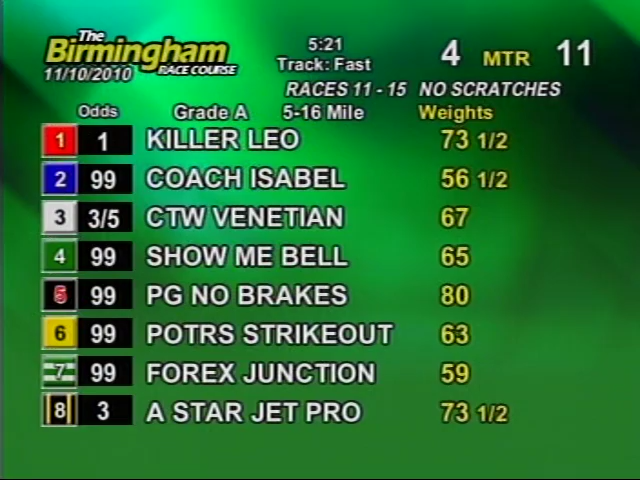 The
Birmingham
RACE COURSE
11/10/2010
5:21
Track: Fast
4 MTR 11
RACES 11 - 15 NO SCRATCHES
Odds Grade A 5-16 Mile Weights
1 1 KILLER LEO 73 1/2
2 99 COACH ISABEL 56 1/2
3 3/5 CTW VENETIAN 67
4 99 SHOW ME BELL 65
5 99 PG NO BRAKES 80
6 99 POTRS STRIKEOUT 63
7 99 FOREX JUNCTION 59
8 3 A STAR JET PRO 73 1/2